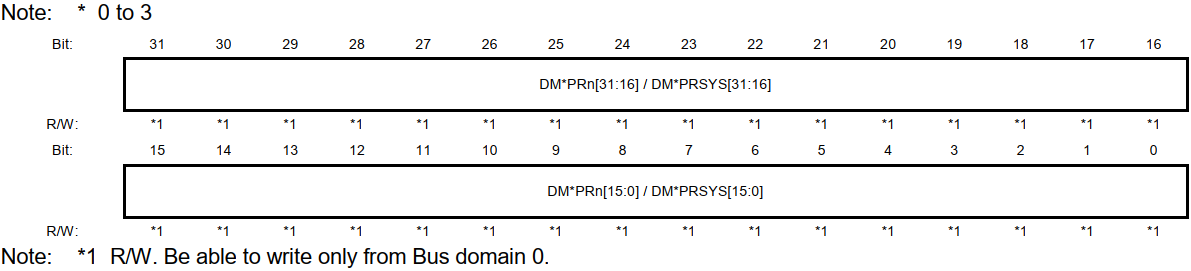 Note: * 0 to 3
Bit: 31 30 29 28 27 26 25 24 23 22 21 20 19 18 17 16
DM*PRn[31:16] / DM*PRSYS[31:16]
R/W: *1 *1 *1 *1 *1 *1 *1 *1 *1 *1 *1 *1 *1 *1 *1 *1
Bit: 15 14 13 12 11 10 9 8 7 6 5 4 3 2 1 0
DM*PRn[15:0] / DM*PRSYS[15:0]
R/W: *1 *1 *1 *1 *1 *1 *1 *1 *1 *1 *1 *1 *1 *1 *1 *1
Note: *1 R/W. Be able to write only from Bus domain 0.